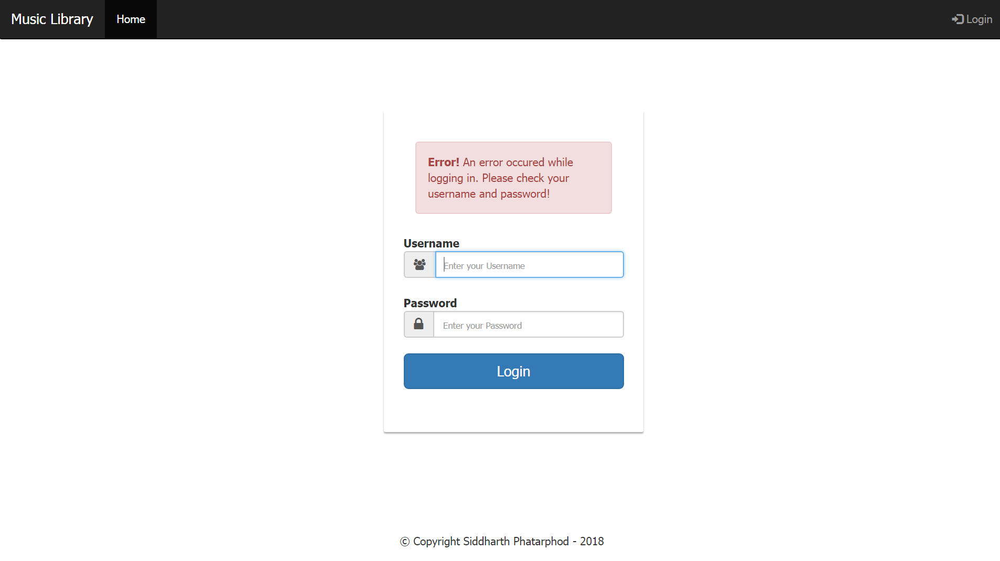 Music Library
Home
Login
Error! An error occured while
logging in. Please check your
username and password!
Username
Enter your Username
Password
Enter your Password
Login
© Copyright Siddharth Phatarphod - 2018